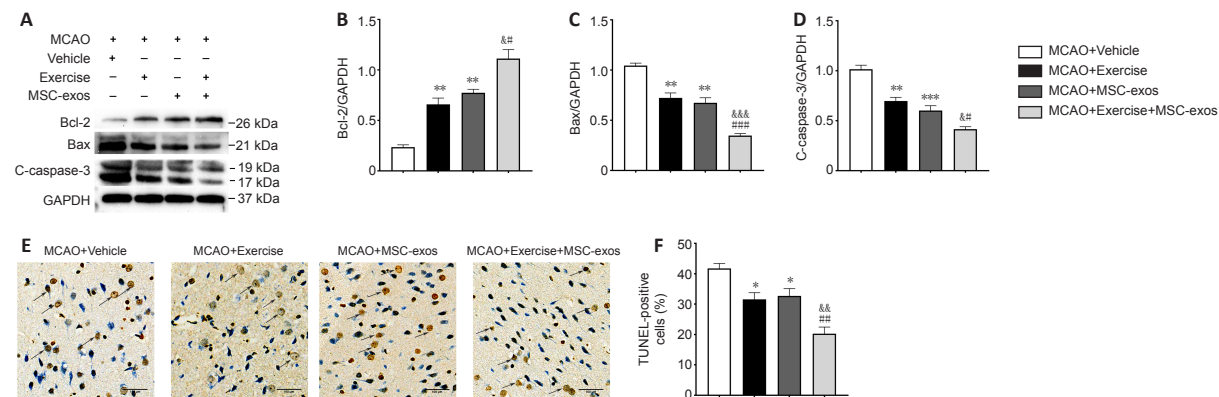 A
MCAO + + + +
Vehicle + – – –
Exercise – + – +
MSC-exos – – + +
Bcl-2
26 kDa
Bax
21 kDa
C-caspase-3
19 kDa
17 kDa
GAPDH
37 kDa
B
Bcl-2/GAPDH
1.5
1.0
0.5
0
**
**
&#
C
Bax/GAPDH
1.5
1.0
0.5
0
**
**
&&&
###
D
C-caspase-3/GAPDH
1.5
1.0
0.5
0
**
***
&#
MCAO+Vehicle
MCAO+Exercise
MCAO+MSC-exos
MCAO+Exercise+MSC-exos
E
MCAO+Vehicle
MCAO+Exercise
MCAO+MSC-exos
MCAO+Exercise+MSC-exos
F
TUNEL-positive
cells (%)
50
40
30
20
10
0
*
*
&&
##